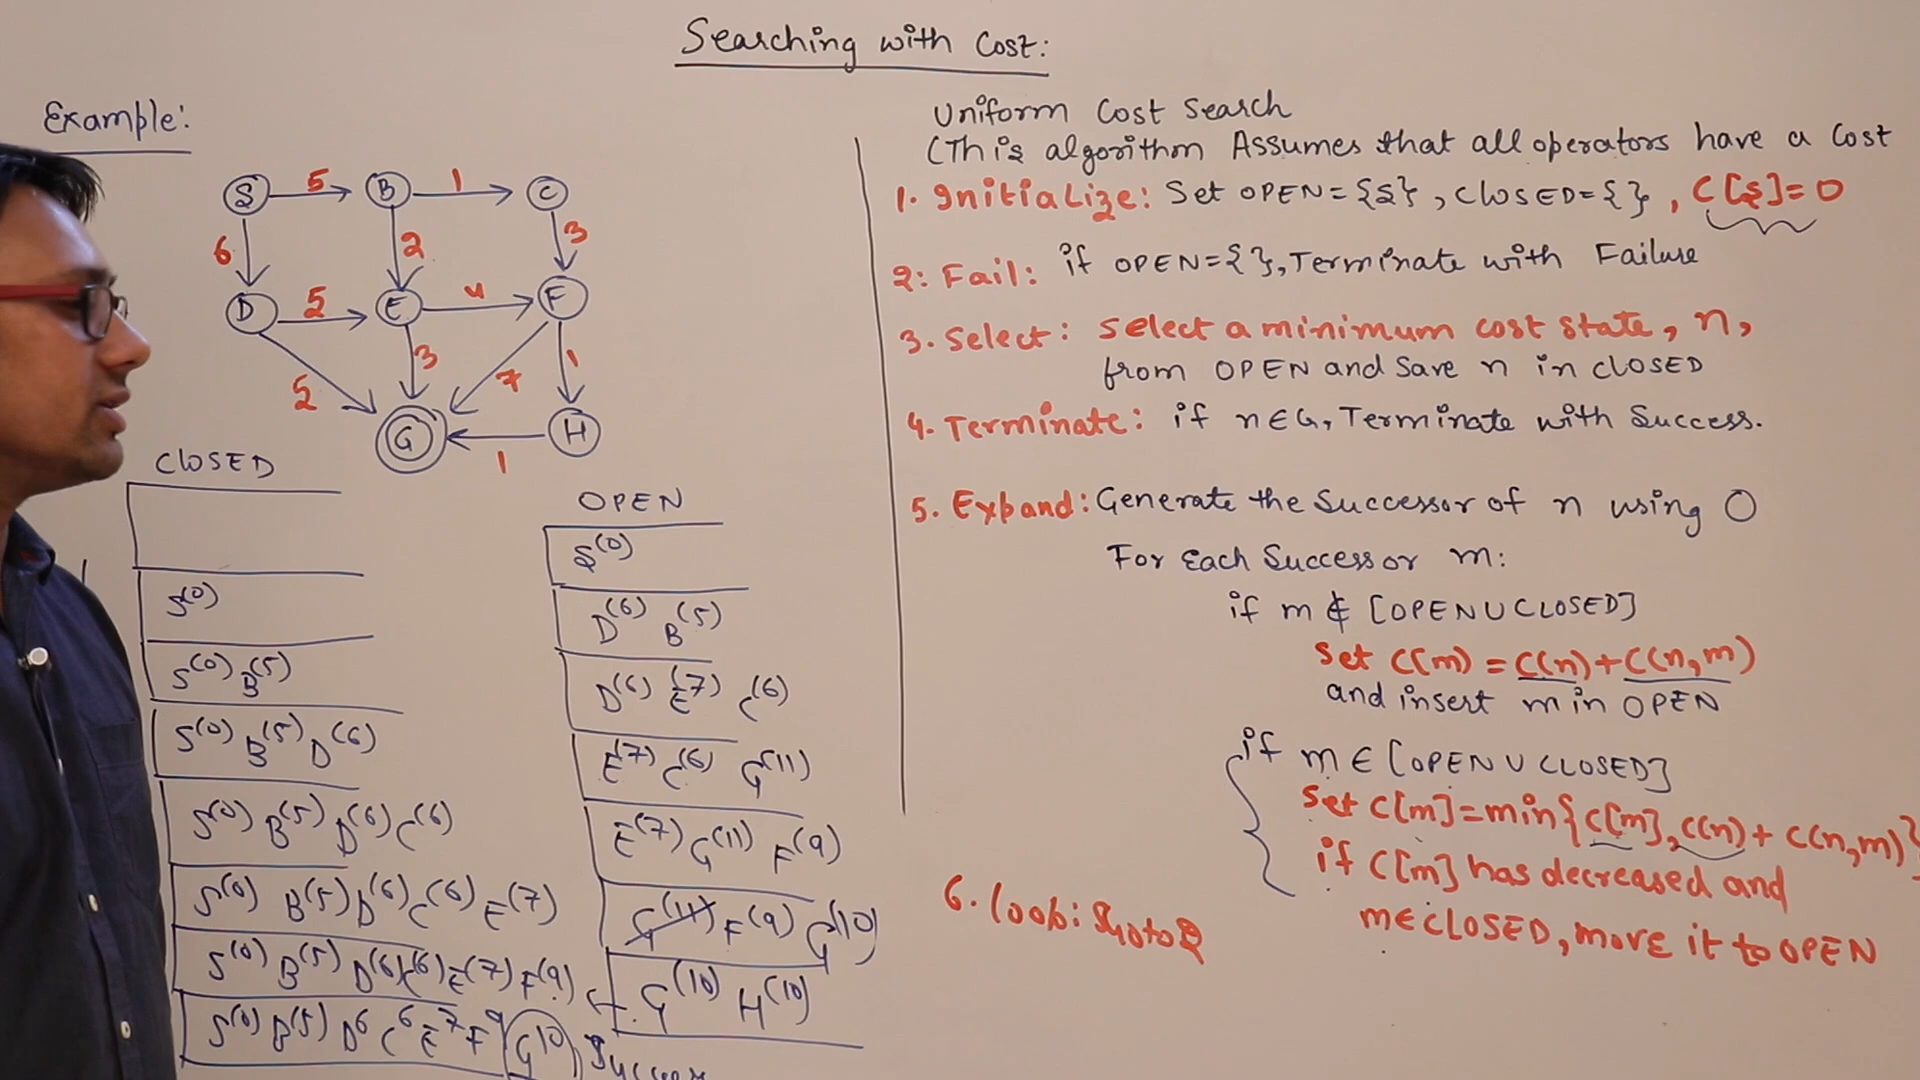 Searching with Cost:
Example:
S 5 B 1 C
6 2 3
D 5 E 4 F
5 3 7 1
G 1 H
CLOSED
S(0)
S(0) B(5)
S(0) B(5) D(6)
S(0) B(5) D(6) C(6)
S(0) B(5) D(6) C(6) E(7)
S(0) B(5) D(6) C(6) E(7) F(9)
S(0) B(5) D6 C6 E7 F9 G10 Success
OPEN
S(0)
D(6) B(5)
D(6) E(7) C(6)
E(7) C(6) G(11)
E(7) G(11) F(9)
G(11) F(9) G(10)
G(10) H(10)
Uniform Cost Search
(This algorithm Assumes that all operators have a Cost
1. Initialize: Set OPEN={S}, CLOSED={}, C[S]=0
2: Fail: if OPEN={}, Terminate with Failure
3. Select: Select a minimum cost state, n,
from OPEN and Save n in CLOSED
4. Terminate: if n∈G, Terminate with Success.
5. Expand: Generate the Successor of n using O
For Each Successor m:
if m ∉ [OPEN∪CLOSED]
Set C(m) = C(n)+C(n,m)
and insert m in OPEN
if m ∈ [OPEN ∪ CLOSED]
Set C[m]=min{C[m], C(n)+ C(n,m)}
if C[m] has decreased and
m∈CLOSED, move it to OPEN
6. loop: Goto 2